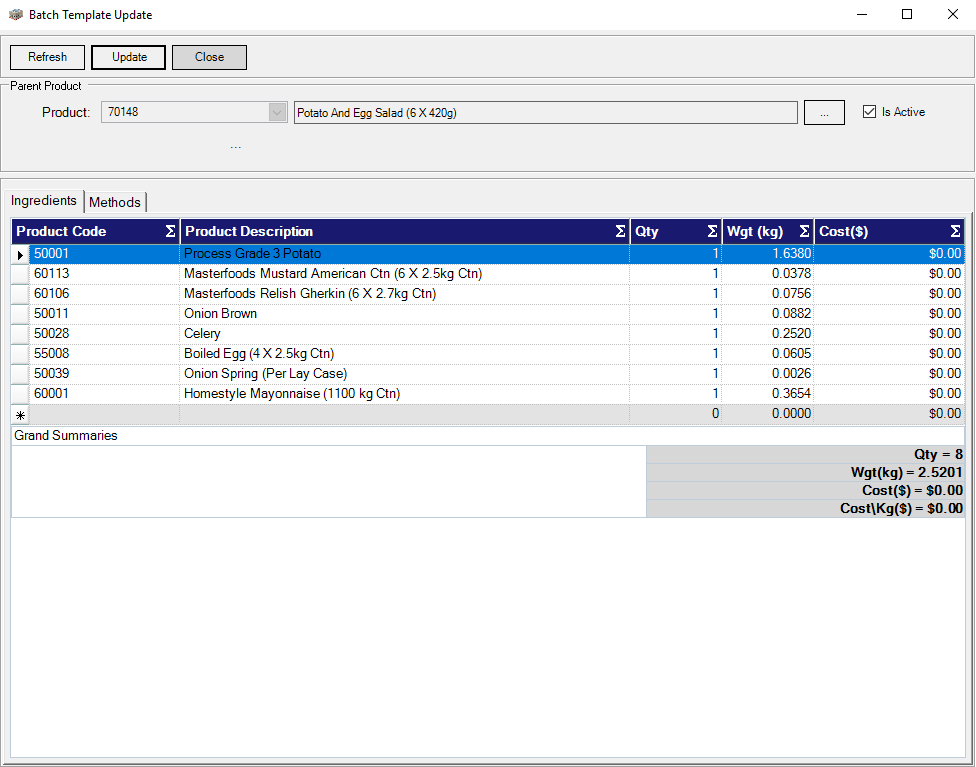 Batch Template Update
Refresh Update Close
Parent Product
Product: 70148 Potato And Egg Salad (6 X 420g) ... Is Active
...
Ingredients Methods
Product Code Σ Product Description Σ Qty Σ Wgt (kg) Σ Cost($) Σ
50001 Process Grade 3 Potato 1 1.6380 $0.00
60113 Masterfoods Mustard American Ctn (6 X 2.5kg Ctn) 1 0.0378 $0.00
60106 Masterfoods Relish Gherkin (6 X 2.7kg Ctn) 1 0.0756 $0.00
50011 Onion Brown 1 0.0882 $0.00
50028 Celery 1 0.2520 $0.00
55008 Boiled Egg (4 X 2.5kg Ctn) 1 0.0605 $0.00
50039 Onion Spring (Per Lay Case) 1 0.0026 $0.00
60001 Homestyle Mayonnaise (1100 kg Ctn) 1 0.3654 $0.00
* 0 0.0000 $0.00
Grand Summaries
Qty = 8
Wgt(kg) = 2.5201
Cost($) = $0.00
Cost\Kg($) = $0.00